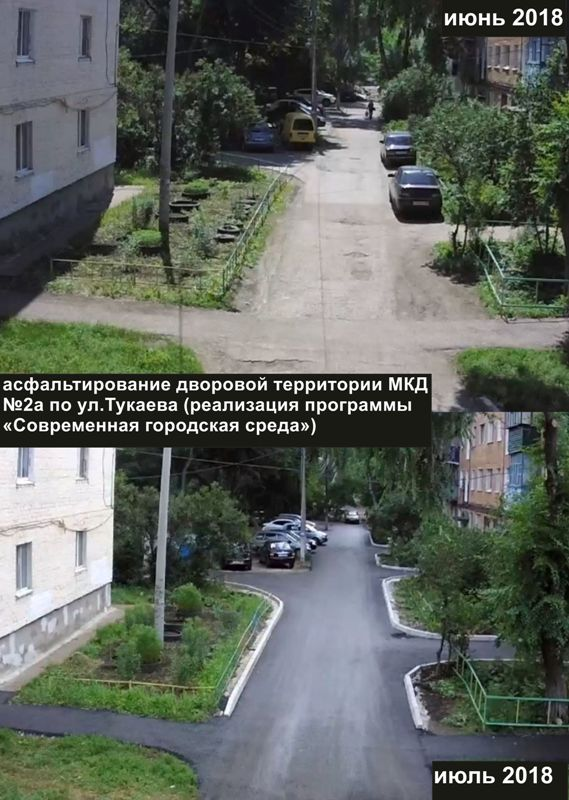 июнь 2018
асфальтирование дворовой территории МКД
№2а по ул.Тукаева (реализация программы
«Современная городская среда»)
июль 2018